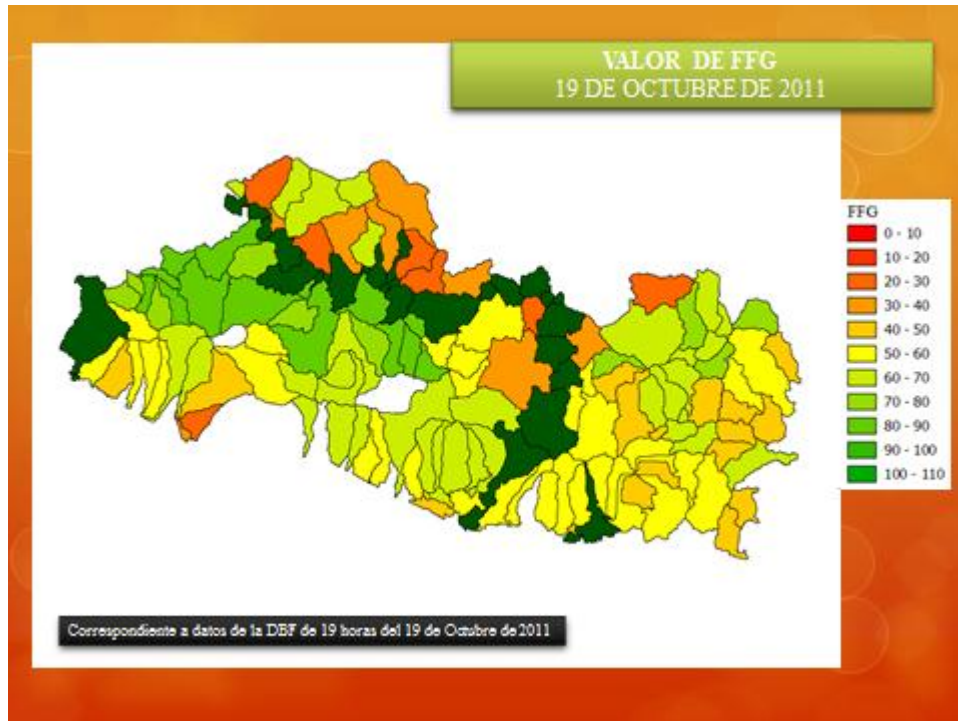 VALOR DE FFG
19 DE OCTUBRE DE 2011
FFG
0 - 10
10 - 20
20 - 30
30 - 40
40 - 50
50 - 60
60 - 70
70 - 80
80 - 90
90 - 100
100 - 110
Correspondiente a datos de la DBF de 19 horas del 19 de Octubre de 2011